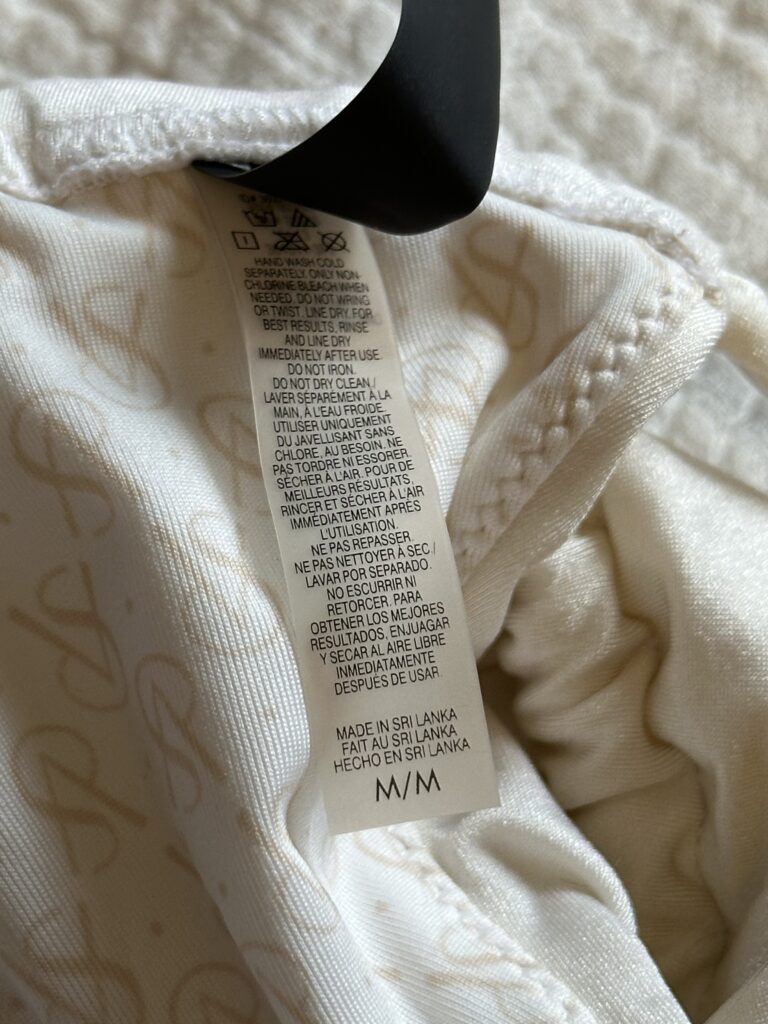 HAND WASH COLD
SEPARATELY. ONLY NON-
CHLORINE BLEACH WHEN
NEEDED. DO NOT WRING
OR TWIST. LINE DRY. FOR
BEST RESULTS, RINSE
AND LINE DRY
IMMEDIATELY AFTER USE.
DO NOT IRON.
DO NOT DRY CLEAN./
LAVER SÉPARÉMENT À LA
MAIN, À L'EAU FROIDE.
UTILISER UNIQUEMENT
DU JAVELLISANT SANS
CHLORE, AU BESOIN. NE
PAS TORDRE NI ESSORER.
SÉCHER À L'AIR. POUR DE
MEILLEURS RÉSULTATS,
RINCER ET SÉCHER À L'AIR
IMMÉDIATEMENT APRÈS
L'UTILISATION.
NE PAS REPASSER.
NE PAS NETTOYER À SEC./
LAVAR POR SEPARADO.
NO ESCURRIR NI
RETORCER. PARA
OBTENER LOS MEJORES
RESULTADOS, ENJUAGAR
Y SECAR AL AIRE LIBRE
INMEDIATAMENTE
DESPUÉS DE USAR.
MADE IN SRI LANKA
FAIT AU SRI LANKA
HECHO EN SRI LANKA
M/M